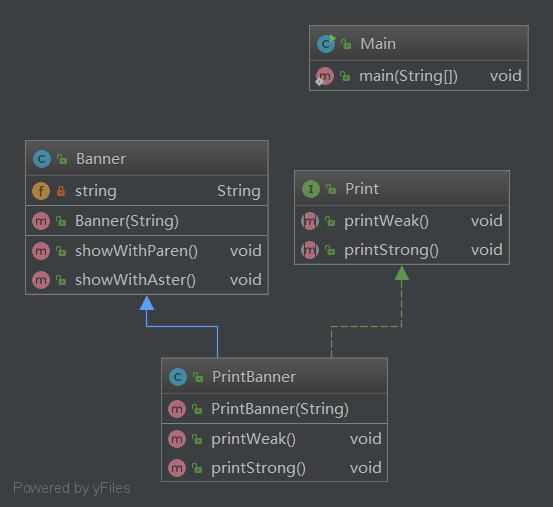 Main
main(String[]) void
Banner
string String
Banner(String)
showWithParen() void
showWithAster() void
Print
printWeak() void
printStrong() void
PrintBanner
PrintBanner(String)
printWeak() void
printStrong() void
Powered by yFiles